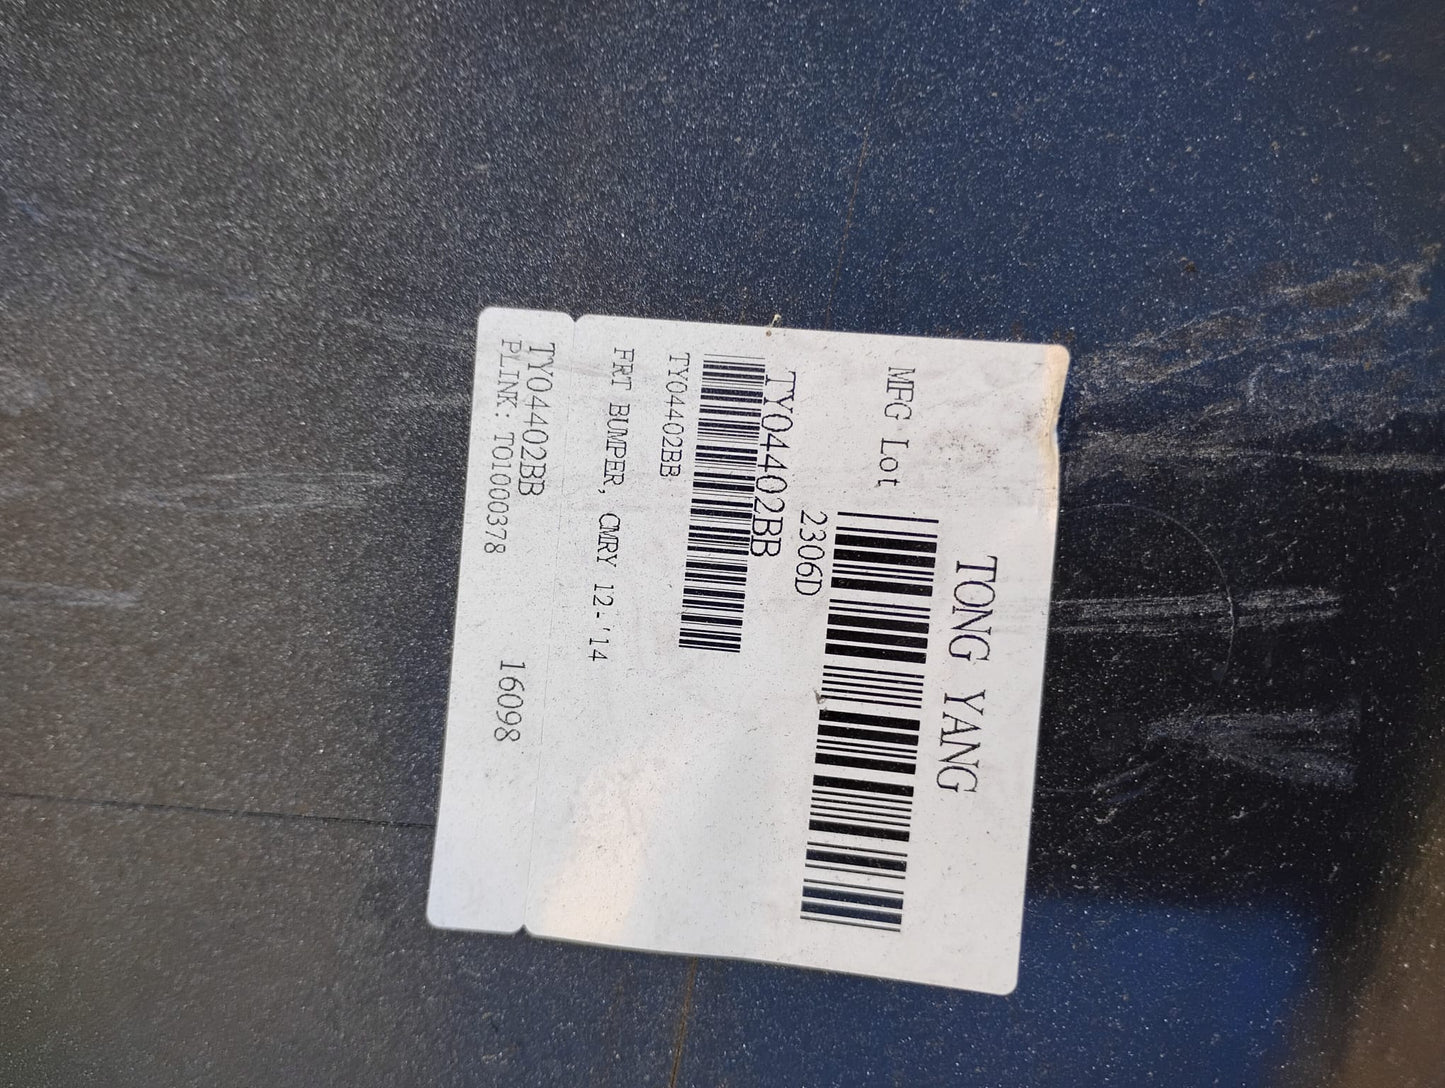 TONG YANG
MFG Lot
2306D
TY04402BB
TY04402BB
FRT BUMPER, CMRY 12-'14
TY04402BB
PLINK: TO1000378
16098